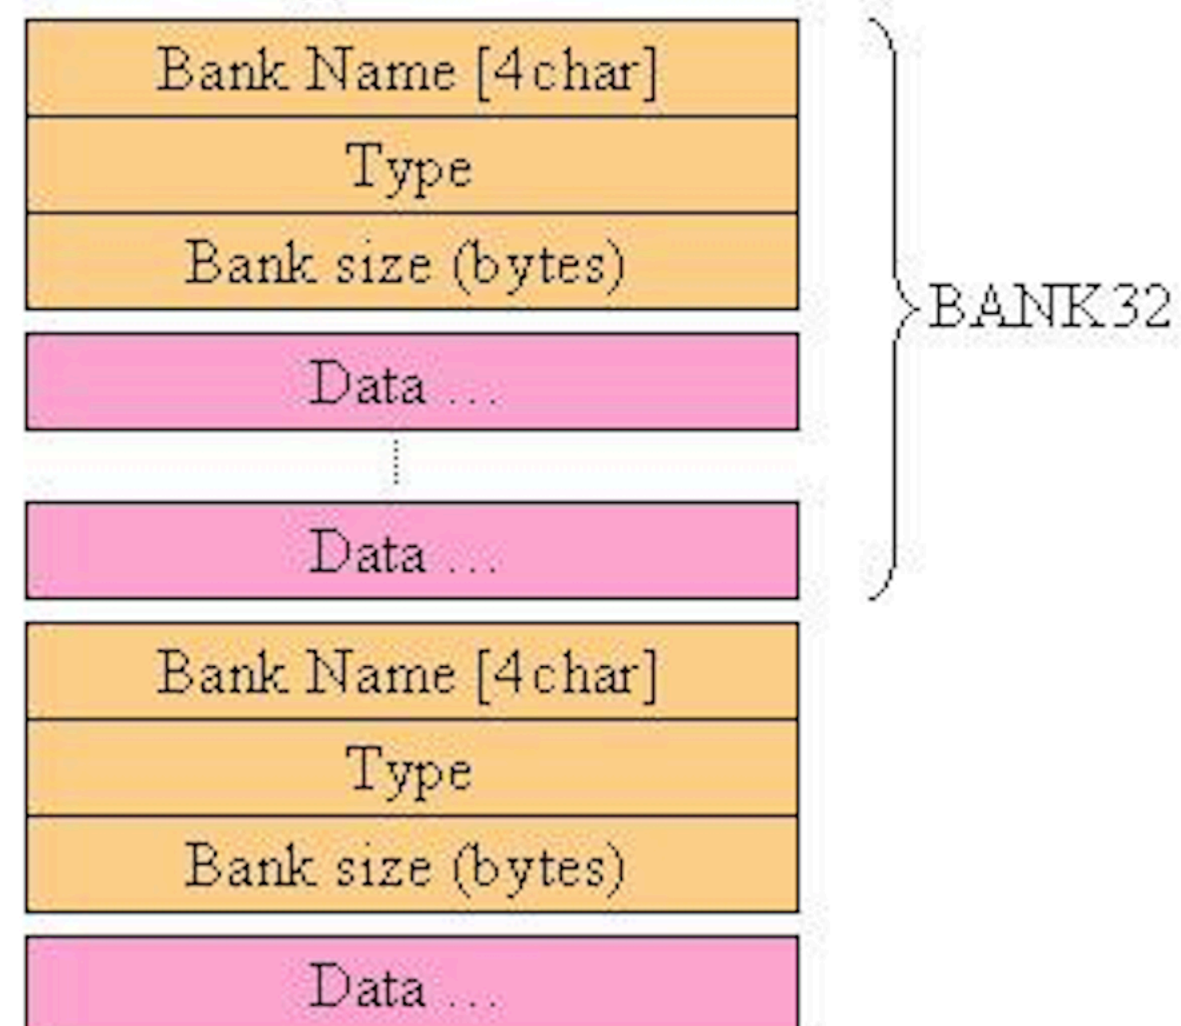 Bank Name [4char]
Type
Bank size (bytes)
Data ...
BANK32
Data ...
Bank Name [4char]
Type
Bank size (bytes)
Data ...